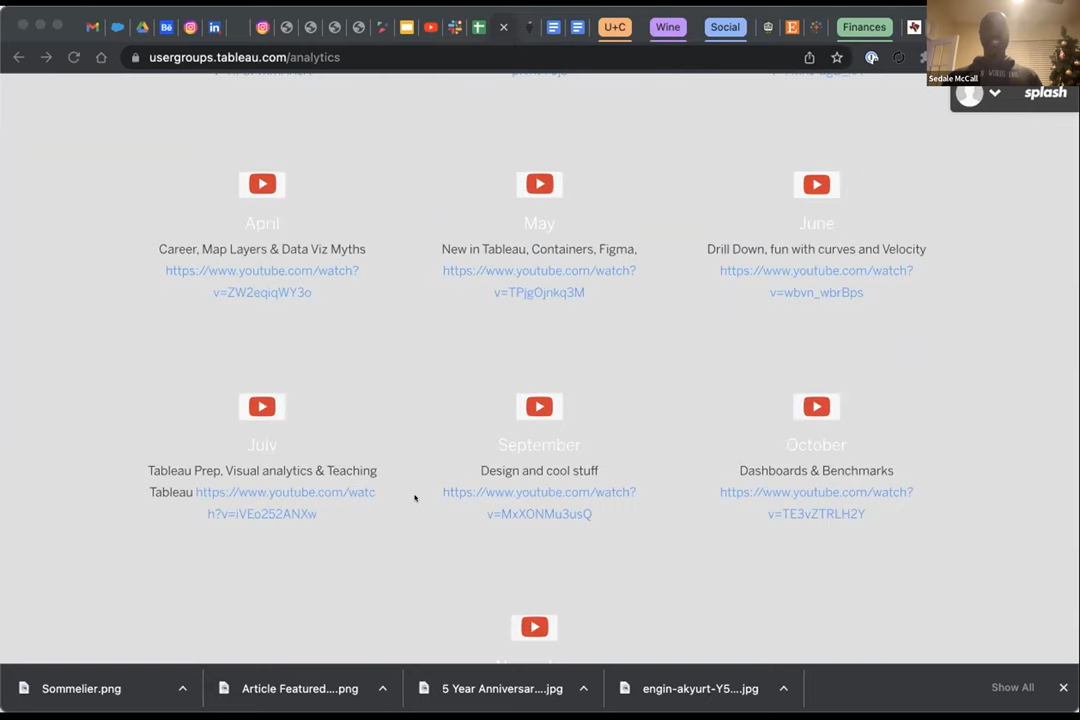 U+C
Wine
Social
Finances
usergroups.tableau.com/analytics
Sedale McCall
splash
April
May
June
Career, Map Layers & Data Viz Myths
New in Tableau, Containers, Figma,
Drill Down, fun with curves and Velocity
https://www.youtube.com/watch?
https://www.youtube.com/watch?
https://www.youtube.com/watch?
v=ZW2eqiqWY3o
v=TPjgOjnkq3M
v=wbvn_wbrBps
July
September
October
Tableau Prep, Visual analytics & Teaching
Design and cool stuff
Dashboards & Benchmarks
Tableau https://www.youtube.com/watc
https://www.youtube.com/watch?
https://www.youtube.com/watch?
h?v=iVEo252ANXw
v=MxXONMu3usQ
v=TE3vZTRLH2Y
Sommelier.png
Article Featured....png
5 Year Anniversar....jpg
engin-akyurt-Y5....jpg
Show All